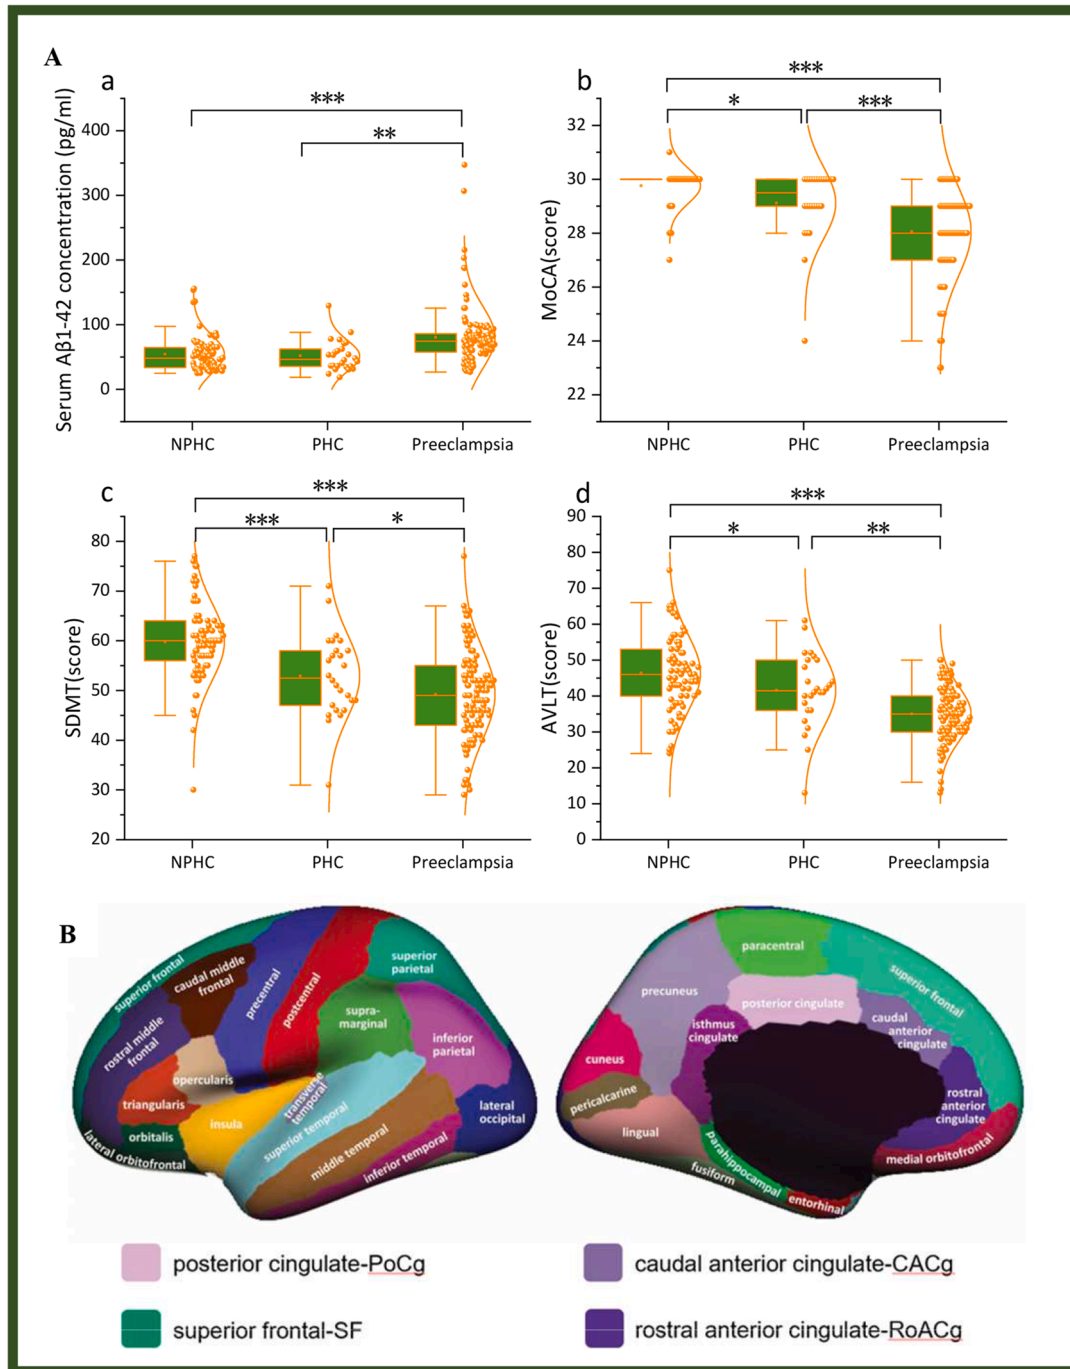 A
a
Serum Aβ1-42 concentration (pg/ml)
400
300
200
100
0
***
**
NPHC PHC Preeclampsia
b
MoCA(score)
32
30
28
26
24
22
***
* ***
NPHC PHC Preeclampsia
c
SDMT(score)
80
70
60
50
40
30
20
***
*** *
NPHC PHC Preeclampsia
d
AVLT(score)
90
80
70
60
50
40
30
20
10
0
***
* **
NPHC PHC Preeclampsia
B
superior frontal
caudal middle
frontal
precentral
postcentral
superior
parietal
supra-
marginal
rostral middle
frontal
inferior
parietal
opercularis
triangularis
transverse
temporal
insula
orbitalis
lateral
occipital
superior temporal
lateral orbitofrontal
middle temporal
inferior temporal
paracentral
superior frontal
precuneus
posterior cingulate
isthmus
cingulate
caudal
anterior
cingulate
cuneus
pericalcarine
rostral
anterior
cingulate
lingual
parahippocampal
medial orbitofrontal
fusiform
entorhinal
posterior cingulate-PoCg
caudal anterior cingulate-CACg
superior frontal-SF
rostral anterior cingulate-RoACg